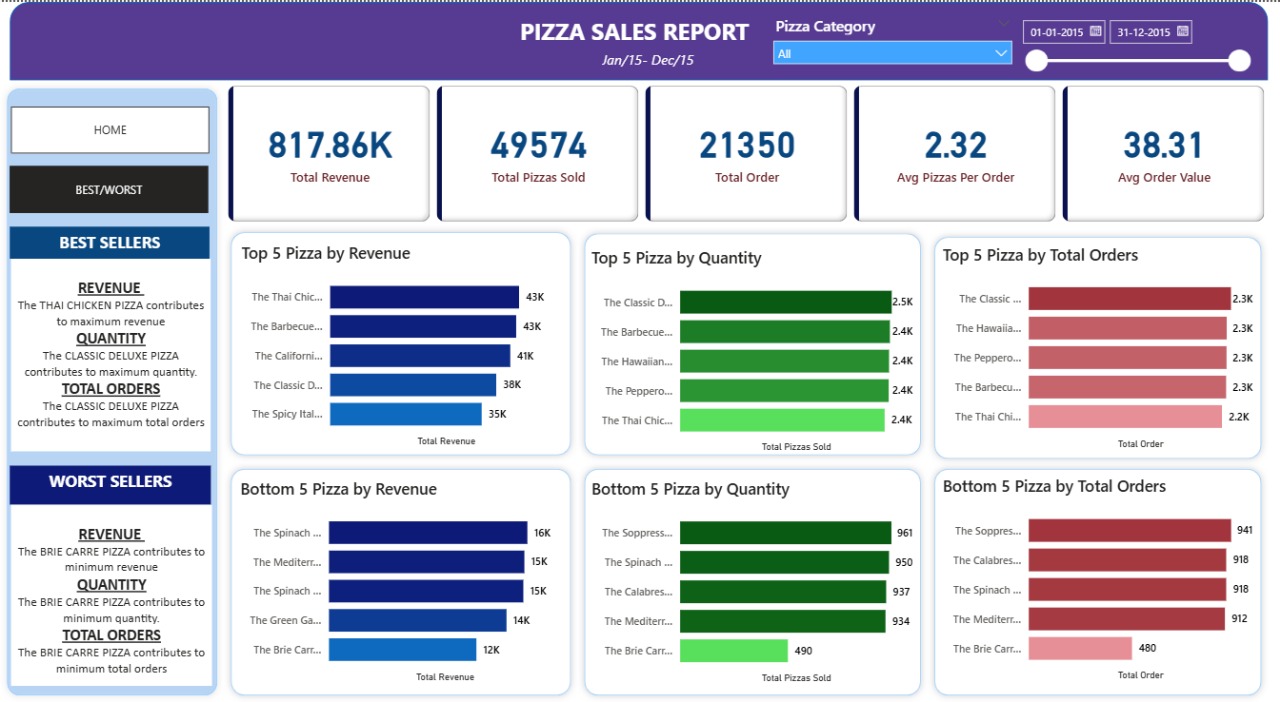 PIZZA SALES REPORT
Jan/15- Dec/15
Pizza Category
All
01-01-2015
31-12-2015
HOME
BEST/WORST
BEST SELLERS
REVENUE
The THAI CHICKEN PIZZA contributes
to maximum revenue
QUANTITY
The CLASSIC DELUXE PIZZA
contributes to maximum quantity.
TOTAL ORDERS
The CLASSIC DELUXE PIZZA
contributes to maximum total orders
WORST SELLERS
REVENUE
The BRIE CARRE PIZZA contributes to
minimum revenue
QUANTITY
The BRIE CARRE PIZZA contributes to
minimum quantity.
TOTAL ORDERS
The BRIE CARRE PIZZA contributes to
minimum total orders
817.86K
Total Revenue
49574
Total Pizzas Sold
21350
Total Order
2.32
Avg Pizzas Per Order
38.31
Avg Order Value
Top 5 Pizza by Revenue
The Thai Chic... 43K
The Barbecue... 43K
The Californi... 41K
The Classic D... 38K
The Spicy Ital... 35K
Total Revenue
Top 5 Pizza by Quantity
The Classic D... 2.5K
The Barbecue... 2.4K
The Hawaiian... 2.4K
The Peppero... 2.4K
The Thai Chic... 2.4K
Total Pizzas Sold
Top 5 Pizza by Total Orders
The Classic ... 2.3K
The Hawaiia... 2.3K
The Peppero... 2.3K
The Barbecu... 2.3K
The Thai Chi... 2.2K
Total Order
Bottom 5 Pizza by Revenue
The Spinach ... 16K
The Mediterr... 15K
The Spinach ... 15K
The Green Ga... 14K
The Brie Carr... 12K
Total Revenue
Bottom 5 Pizza by Quantity
The Soppress... 961
The Spinach ... 950
The Calabres... 937
The Mediterr... 934
The Brie Carr... 490
Total Pizzas Sold
Bottom 5 Pizza by Total Orders
The Soppres... 941
The Calabres... 918
The Spinach ... 918
The Mediterr... 912
The Brie Carr... 480
Total Order